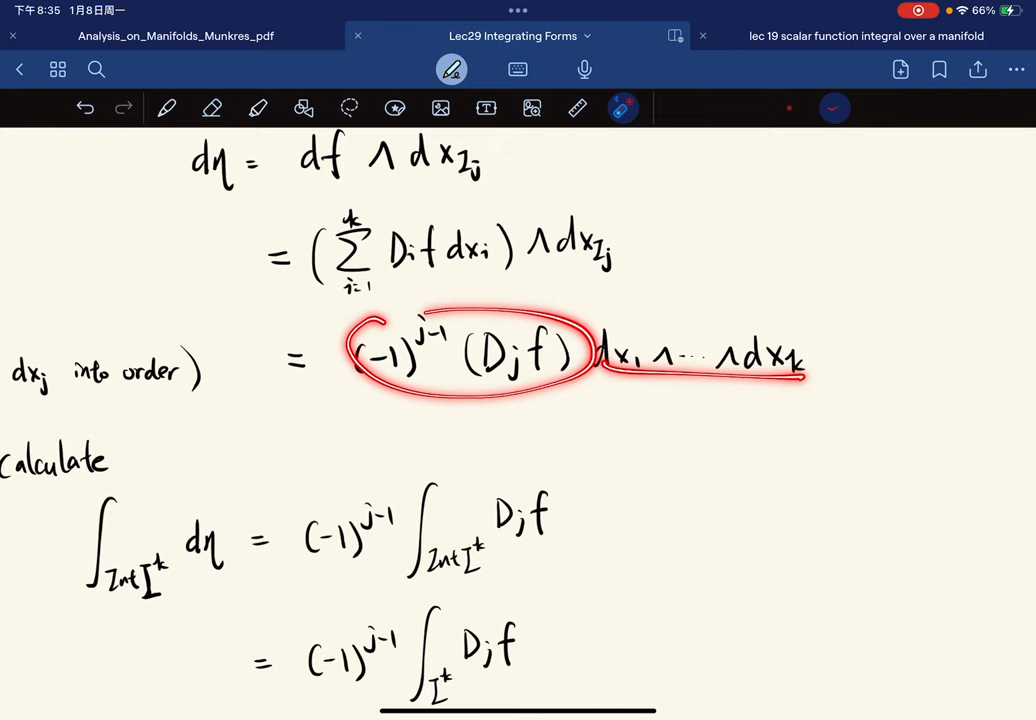 下午8:35 1月8日周一 66%
Analysis_on_Manifolds_Munkres_pdf Lec29 Integrating Forms lec 19 scalar function integral over a manifold
dη = df ∧ dx_{I_j}
= (∑_{i=1}^{k} D_i f dx_i) ∧ dx_{I_j}
dx_j into order) = (-1)^{j-1} (D_j f) dx_1 ∧ ... ∧ dx_k
Calculate
∫_{Int I^k} dη = (-1)^{j-1} ∫_{Int I^k} D_j f
= (-1)^{j-1} ∫_{I^k} D_j f